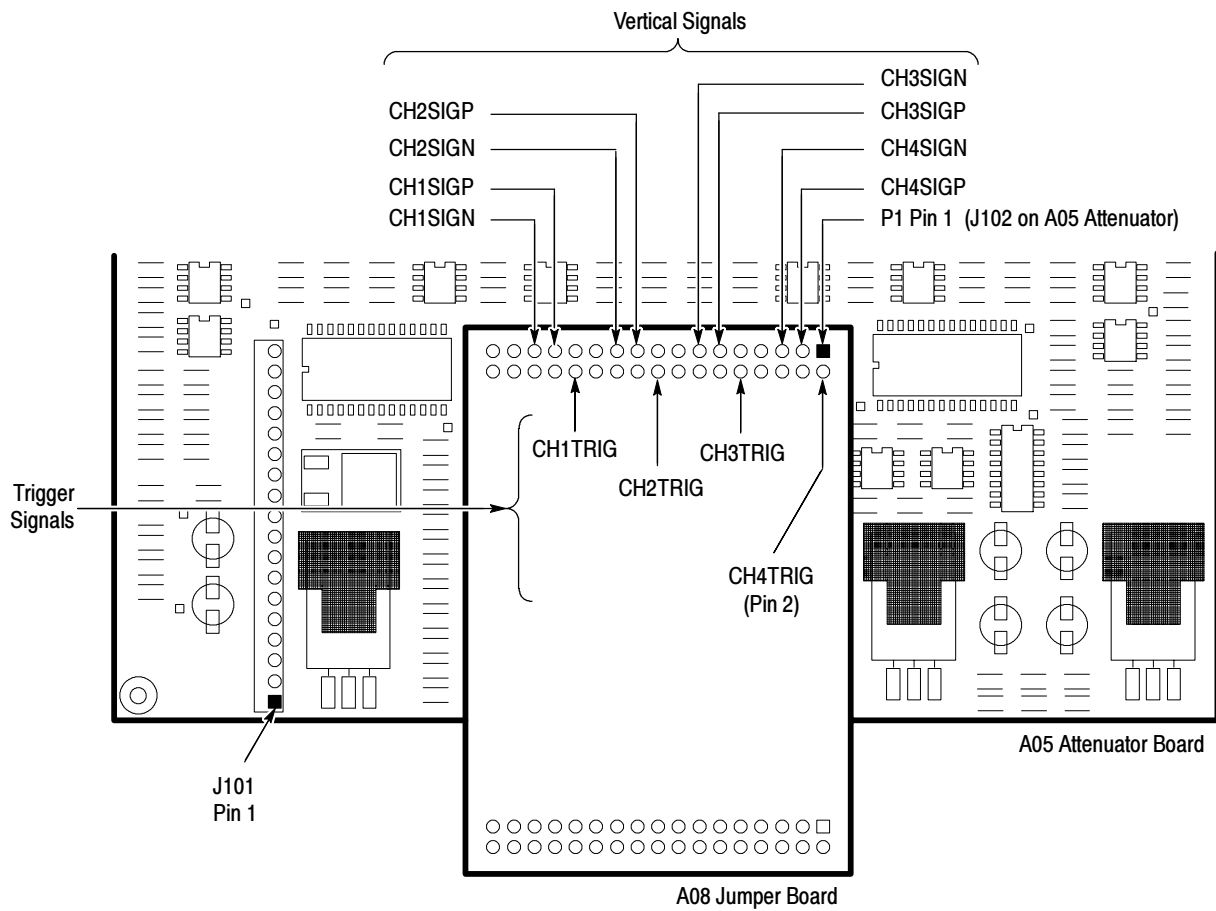 Vertical Signals
CH2SIGP
CH2SIGN
CH1SIGP
CH1SIGN
CH3SIGN
CH3SIGP
CH4SIGN
CH4SIGP
P1 Pin 1 (J102 on A05 Attenuator)
CH1TRIG
CH2TRIG
CH3TRIG
CH4TRIG
(Pin 2)
Trigger
Signals
J101
Pin 1
A05 Attenuator Board
A08 Jumper Board